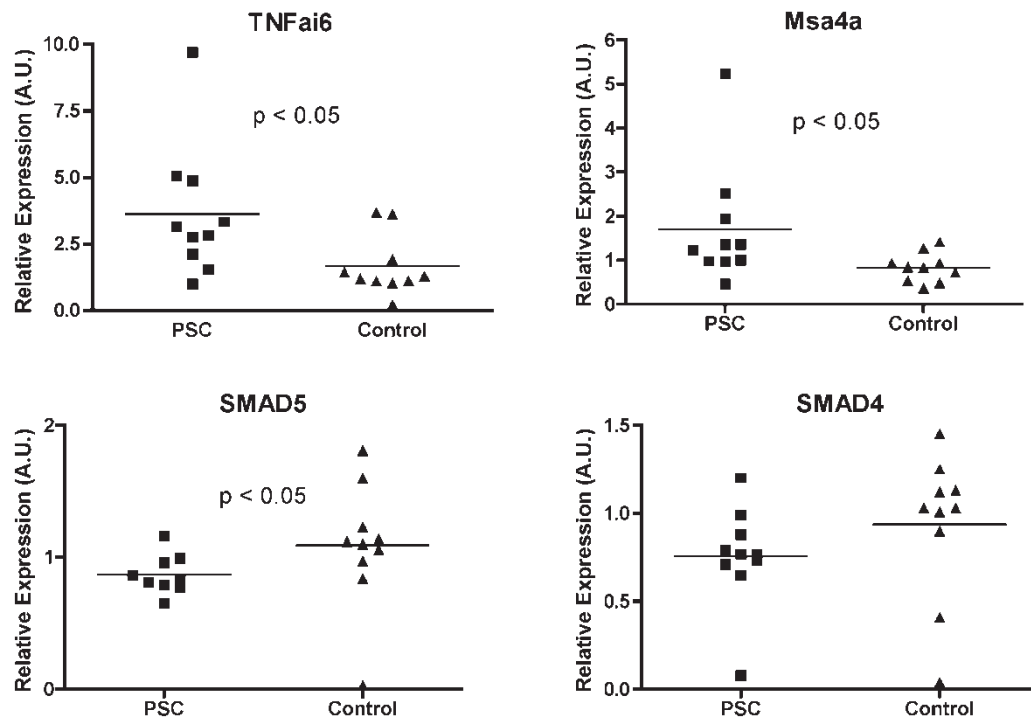 TNFai6
Relative Expression (A.U.)
10.0
7.5
5.0
2.5
0.0
p < 0.05
PSC
Control
Msa4a
Relative Expression (A.U.)
6
5
4
3
2
1
0
p < 0.05
PSC
Control
SMAD5
Relative Expression (A.U.)
2
1
0
p < 0.05
PSC
Control
SMAD4
Relative Expression (A.U.)
1.5
1.0
0.5
0.0
PSC
Control